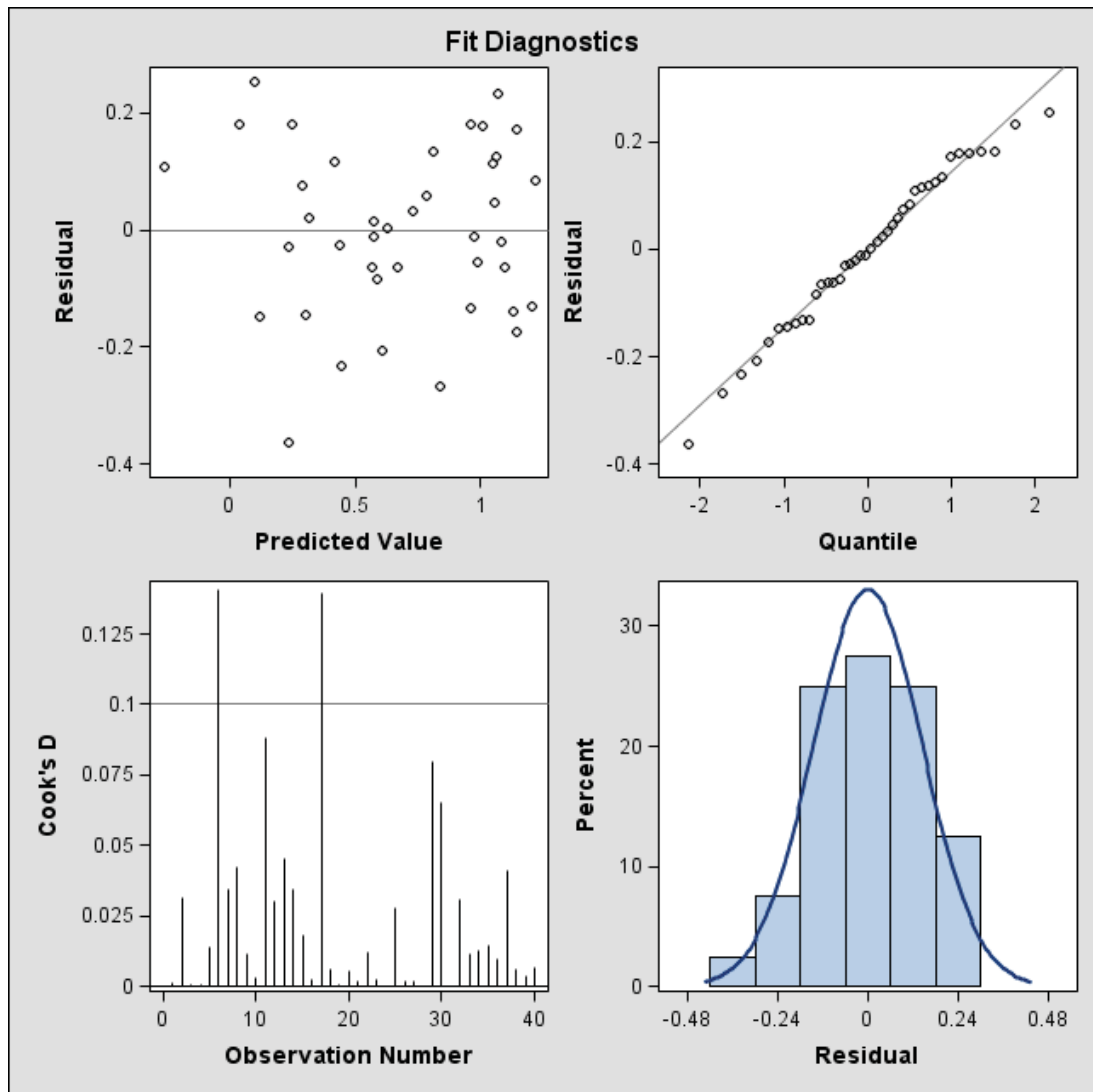 Fit Diagnostics
0.2
0
-0.2
-0.4
Residual
0 0.5 1
Predicted Value
0.2
0
-0.2
-0.4
Residual
-2 -1 0 1 2
Quantile
0.125
0.1
0.075
0.05
0.025
0
Cook's D
0 10 20 30 40
Observation Number
30
20
10
0
Percent
-0.48 -0.24 0 0.24 0.48
Residual